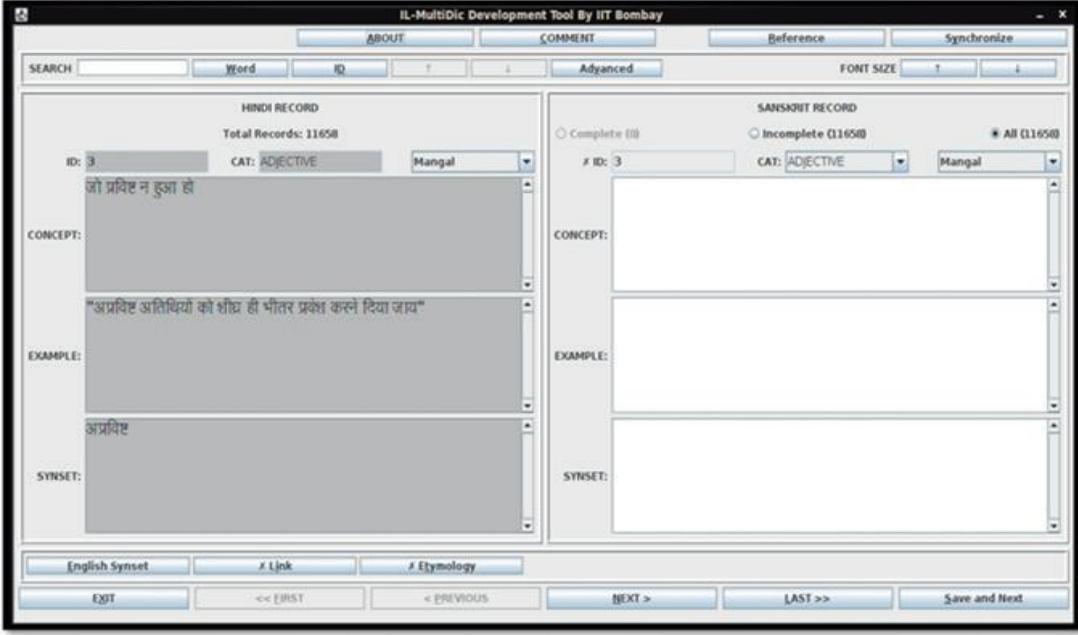 IL-MultiDic Development Tool By IIT Bombay
ABOUT COMMENT Reference Synchronize
SEARCH Word ID ↑ ↓ Advanced FONT SIZE ↑ ↓
HINDI RECORD
Total Records: 11658
ID: 3 CAT: ADJECTIVE Mangal
CONCEPT: जो प्रविष्ट न हुआ हो
EXAMPLE: "अप्रविष्ट अतिथियों को शीघ्र ही भीतर प्रवेश करने दिया जाय"
SYNSET: अप्रविष्ट
SANSKRIT RECORD
Complete (0) Incomplete (11658) All (11658)
✗ ID: 3 CAT: ADJECTIVE Mangal
CONCEPT:
EXAMPLE:
SYNSET:
English Synset ✗ Link ✗ Etymology
EXIT << FIRST < PREVIOUS NEXT > LAST >> Save and Next